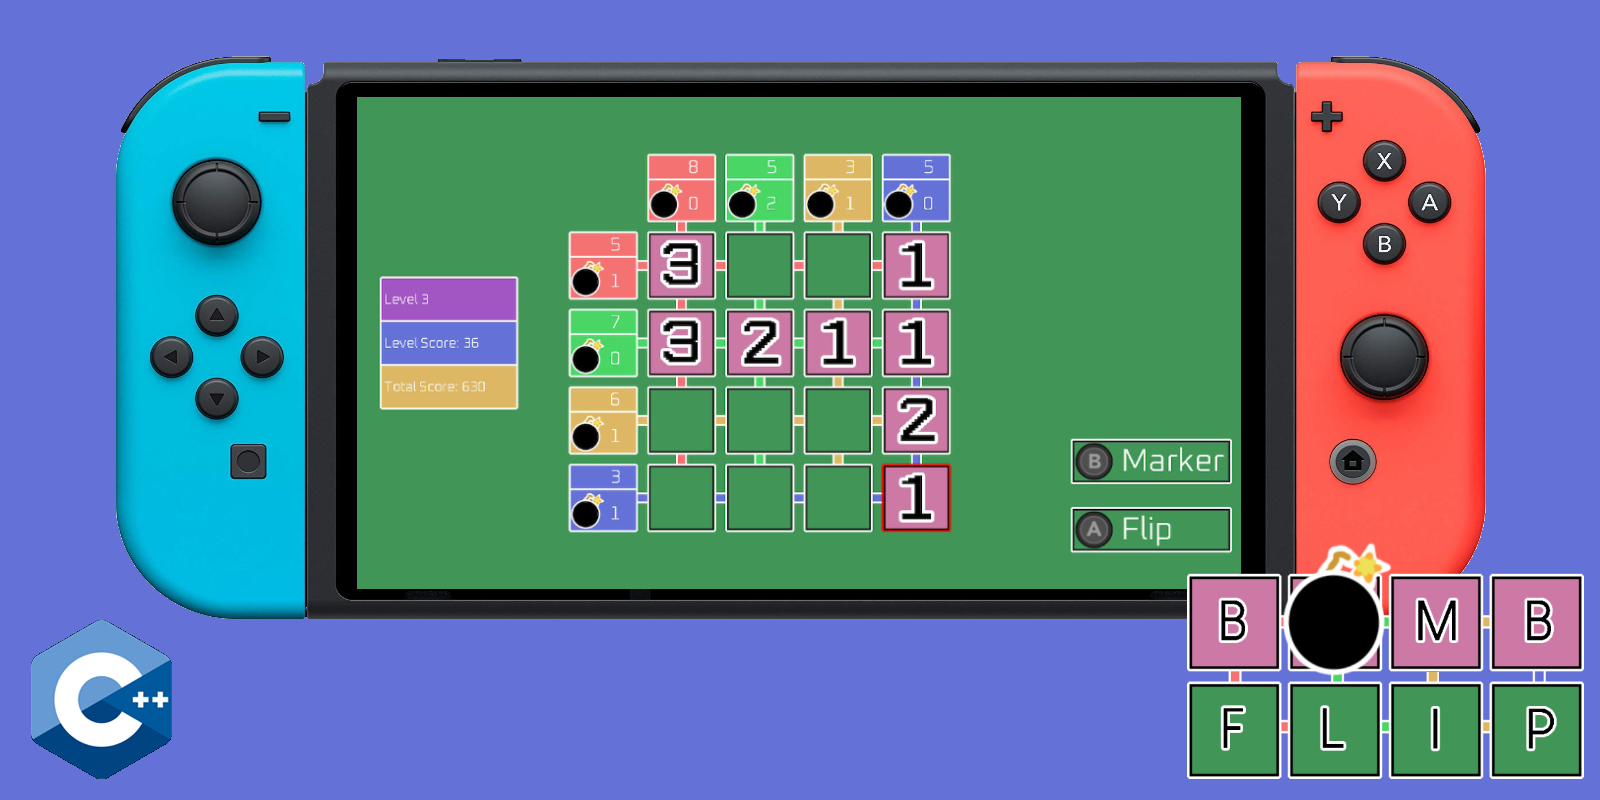 8 5 3 5
0 2 1 0
5
1
3 1
7
0
3 2 1 1
6
1
2
3
1
1
Level 3
Level Score: 36
Total Score: 630
B Marker
A Flip
X
Y A
B
C++
B M B
F L I P